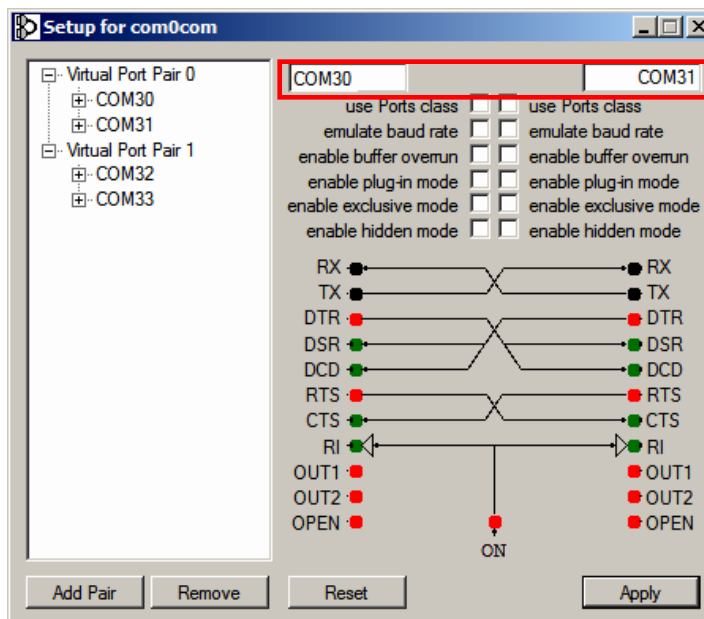 Setup for com0com
Virtual Port Pair 0
COM30
COM31
Virtual Port Pair 1
COM32
COM33
COM30 COM31
use Ports class use Ports class
emulate baud rate emulate baud rate
enable buffer overrun enable buffer overrun
enable plug-in mode enable plug-in mode
enable exclusive mode enable exclusive mode
enable hidden mode enable hidden mode
RX RX
TX TX
DTR DTR
DSR DSR
DCD DCD
RTS RTS
CTS CTS
RI RI
OUT1 OUT1
OUT2 OUT2
OPEN OPEN
ON
Add Pair Remove Reset Apply